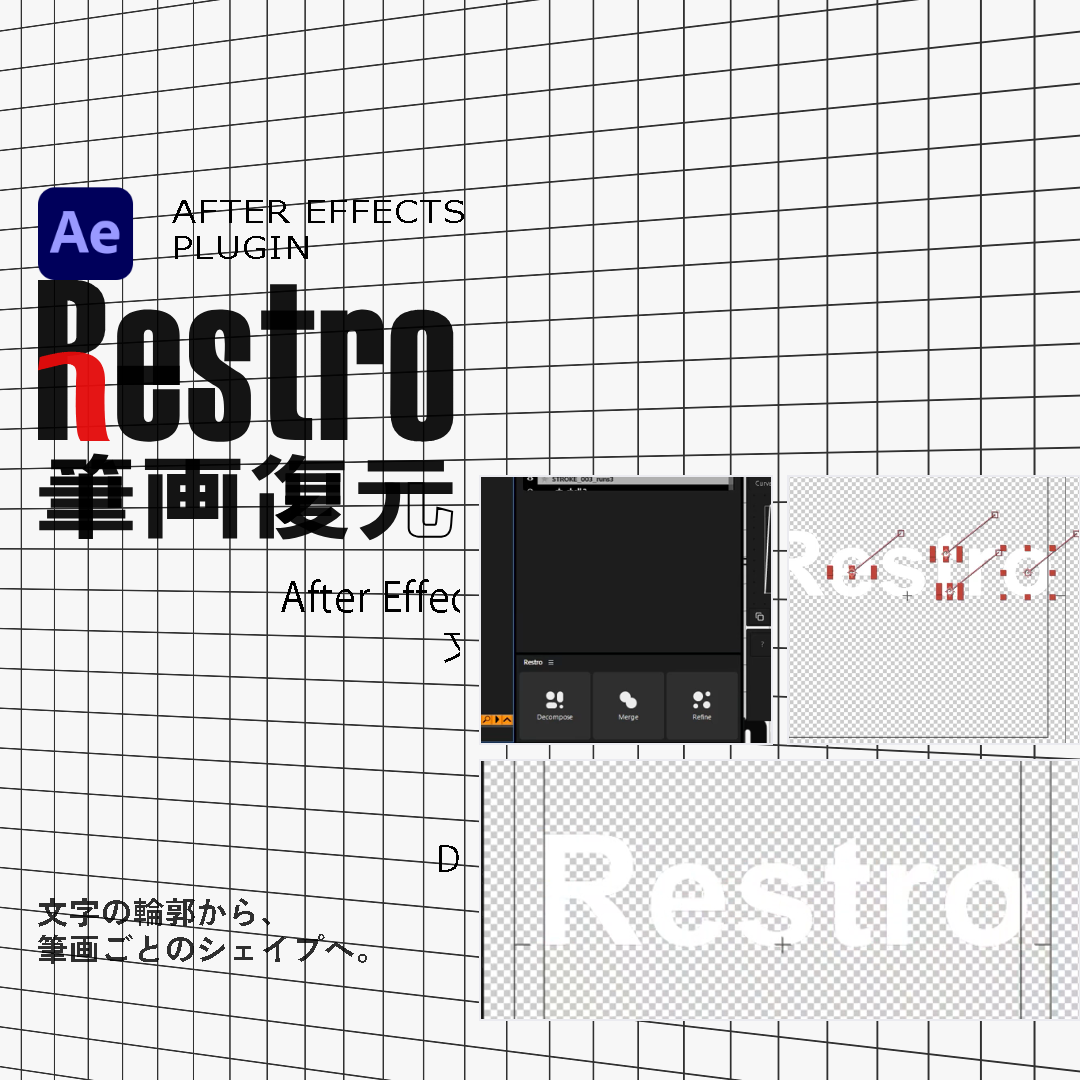 Ae
AFTER EFFECTS
PLUGIN
Restro
筆画復元
After Effec
D
文字の輪郭から、
筆画ごとのシェイプへ。
STROKE_003_runs3
Curv
Restro
Decompose
Merge
Refine
?
Restro
Restro